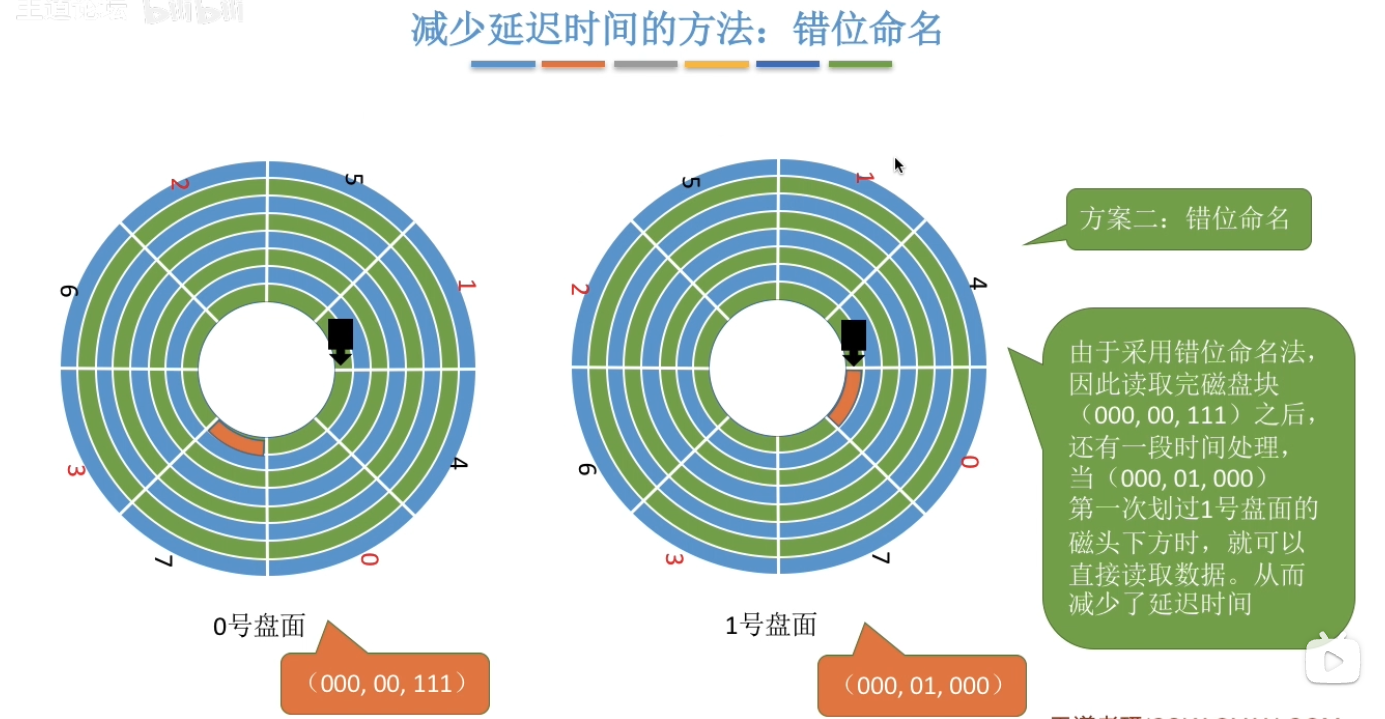 王道论坛 bilibili
减少延迟时间的方法：错位命名
2
5
6
1
3
4
7
0
5
1
2
4
6
0
3
7
0号盘面
1号盘面
（000, 00, 111）
（000, 01, 000）
方案二：错位命名
由于采用错位命名法，
因此读取完磁盘块
（000, 00, 111）之后，
还有一段时间处理，
当（000, 01, 000）
第一次划过1号盘面的
磁头下方时，就可以
直接读取数据。从而
减少了延迟时间